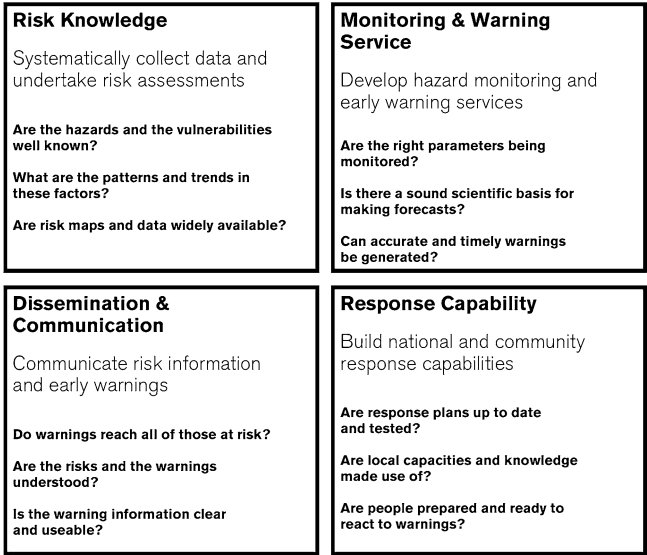 Risk Knowledge
Systematically collect data and
undertake risk assessments
Are the hazards and the vulnerabilities
well known?
What are the patterns and trends in
these factors?
Are risk maps and data widely available?
Monitoring & Warning
Service
Develop hazard monitoring and
early warning services
Are the right parameters being
monitored?
Is there a sound scientific basis for
making forecasts?
Can accurate and timely warnings
be generated?
Dissemination &
Communication
Communicate risk information
and early warnings
Do warnings reach all of those at risk?
Are the risks and the warnings
understood?
Is the warning information clear
and useable?
Response Capability
Build national and community
response capabilities
Are response plans up to date
and tested?
Are local capacities and knowledge
made use of?
Are people prepared and ready to
react to warnings?